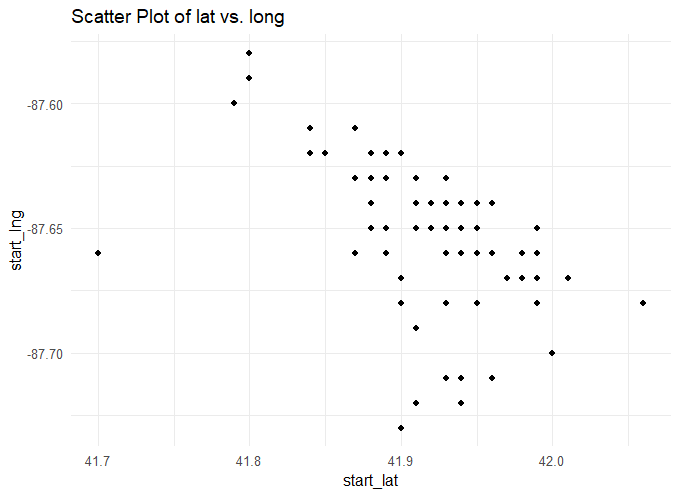 Scatter Plot of lat vs. long
-87.60
-87.65
-87.70
start_lng
41.7 41.8 41.9 42.0
start_lat